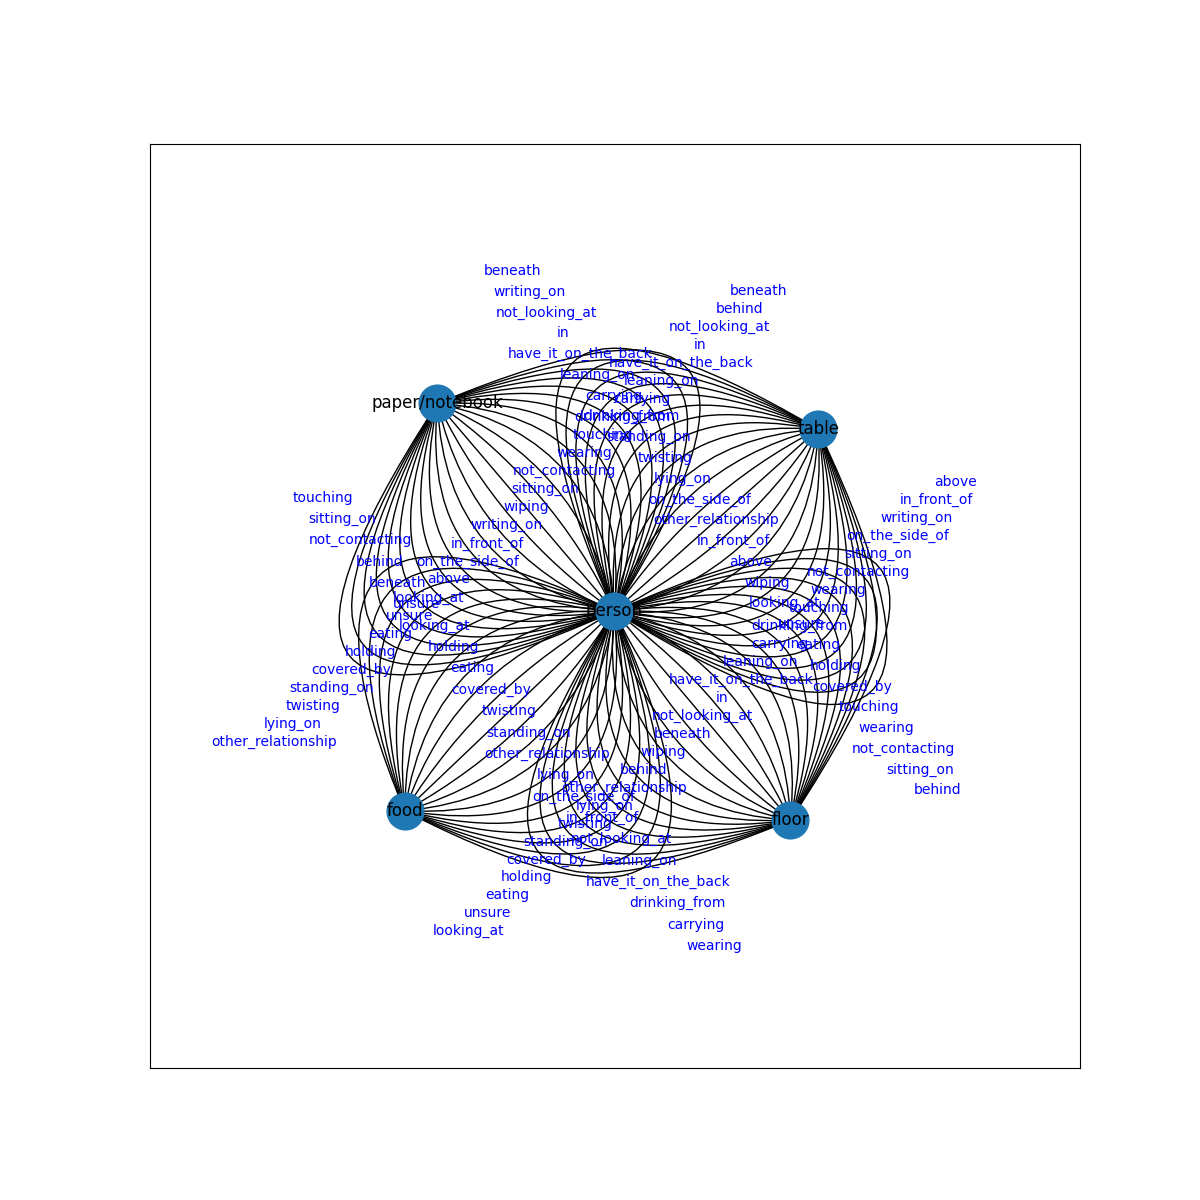 beneath
beneath
writing_on
behind
not_looking_at
not_looking_at
in
in
have_it_on_the_back
have_it_on_the_back
leaning_on
leaning_on
carrying
carrying
paper/notebook
drinking_from
drinking_from
table
touching
standing_on
wearing
twisting
not_contacting
lying_on
above
sitting_on
touching
on_the_side_of
in_front_of
wiping
sitting_on
other_relationship
writing_on
writing_on
not_contacting
in_front_of
in_front_of
on_the_side_of
behind
on_the_side_of
above
sitting_on
not_contacting
beneath
above
wiping
wearing
looking_at
unsure
looking_at
touching
person
unsure
looking_at
drinking_from
unsure
eating
holding
carrying
eating
holding
eating
leaning_on
holding
covered_by
have_it_on_the_back
covered_by
standing_on
covered_by
in
twisting
twisting
touching
lying_on
standing_on
not_looking_at
wearing
other_relationship
other_relationship
beneath
wiping
not_contacting
lying_on
behind
sitting_on
other_relationship
behind
on_the_side_of
lying_on
food
in_front_of
floor
twisting
standing_on
not_looking_at
covered_by
leaning_on
holding
have_it_on_the_back
eating
drinking_from
unsure
carrying
looking_at
wearing